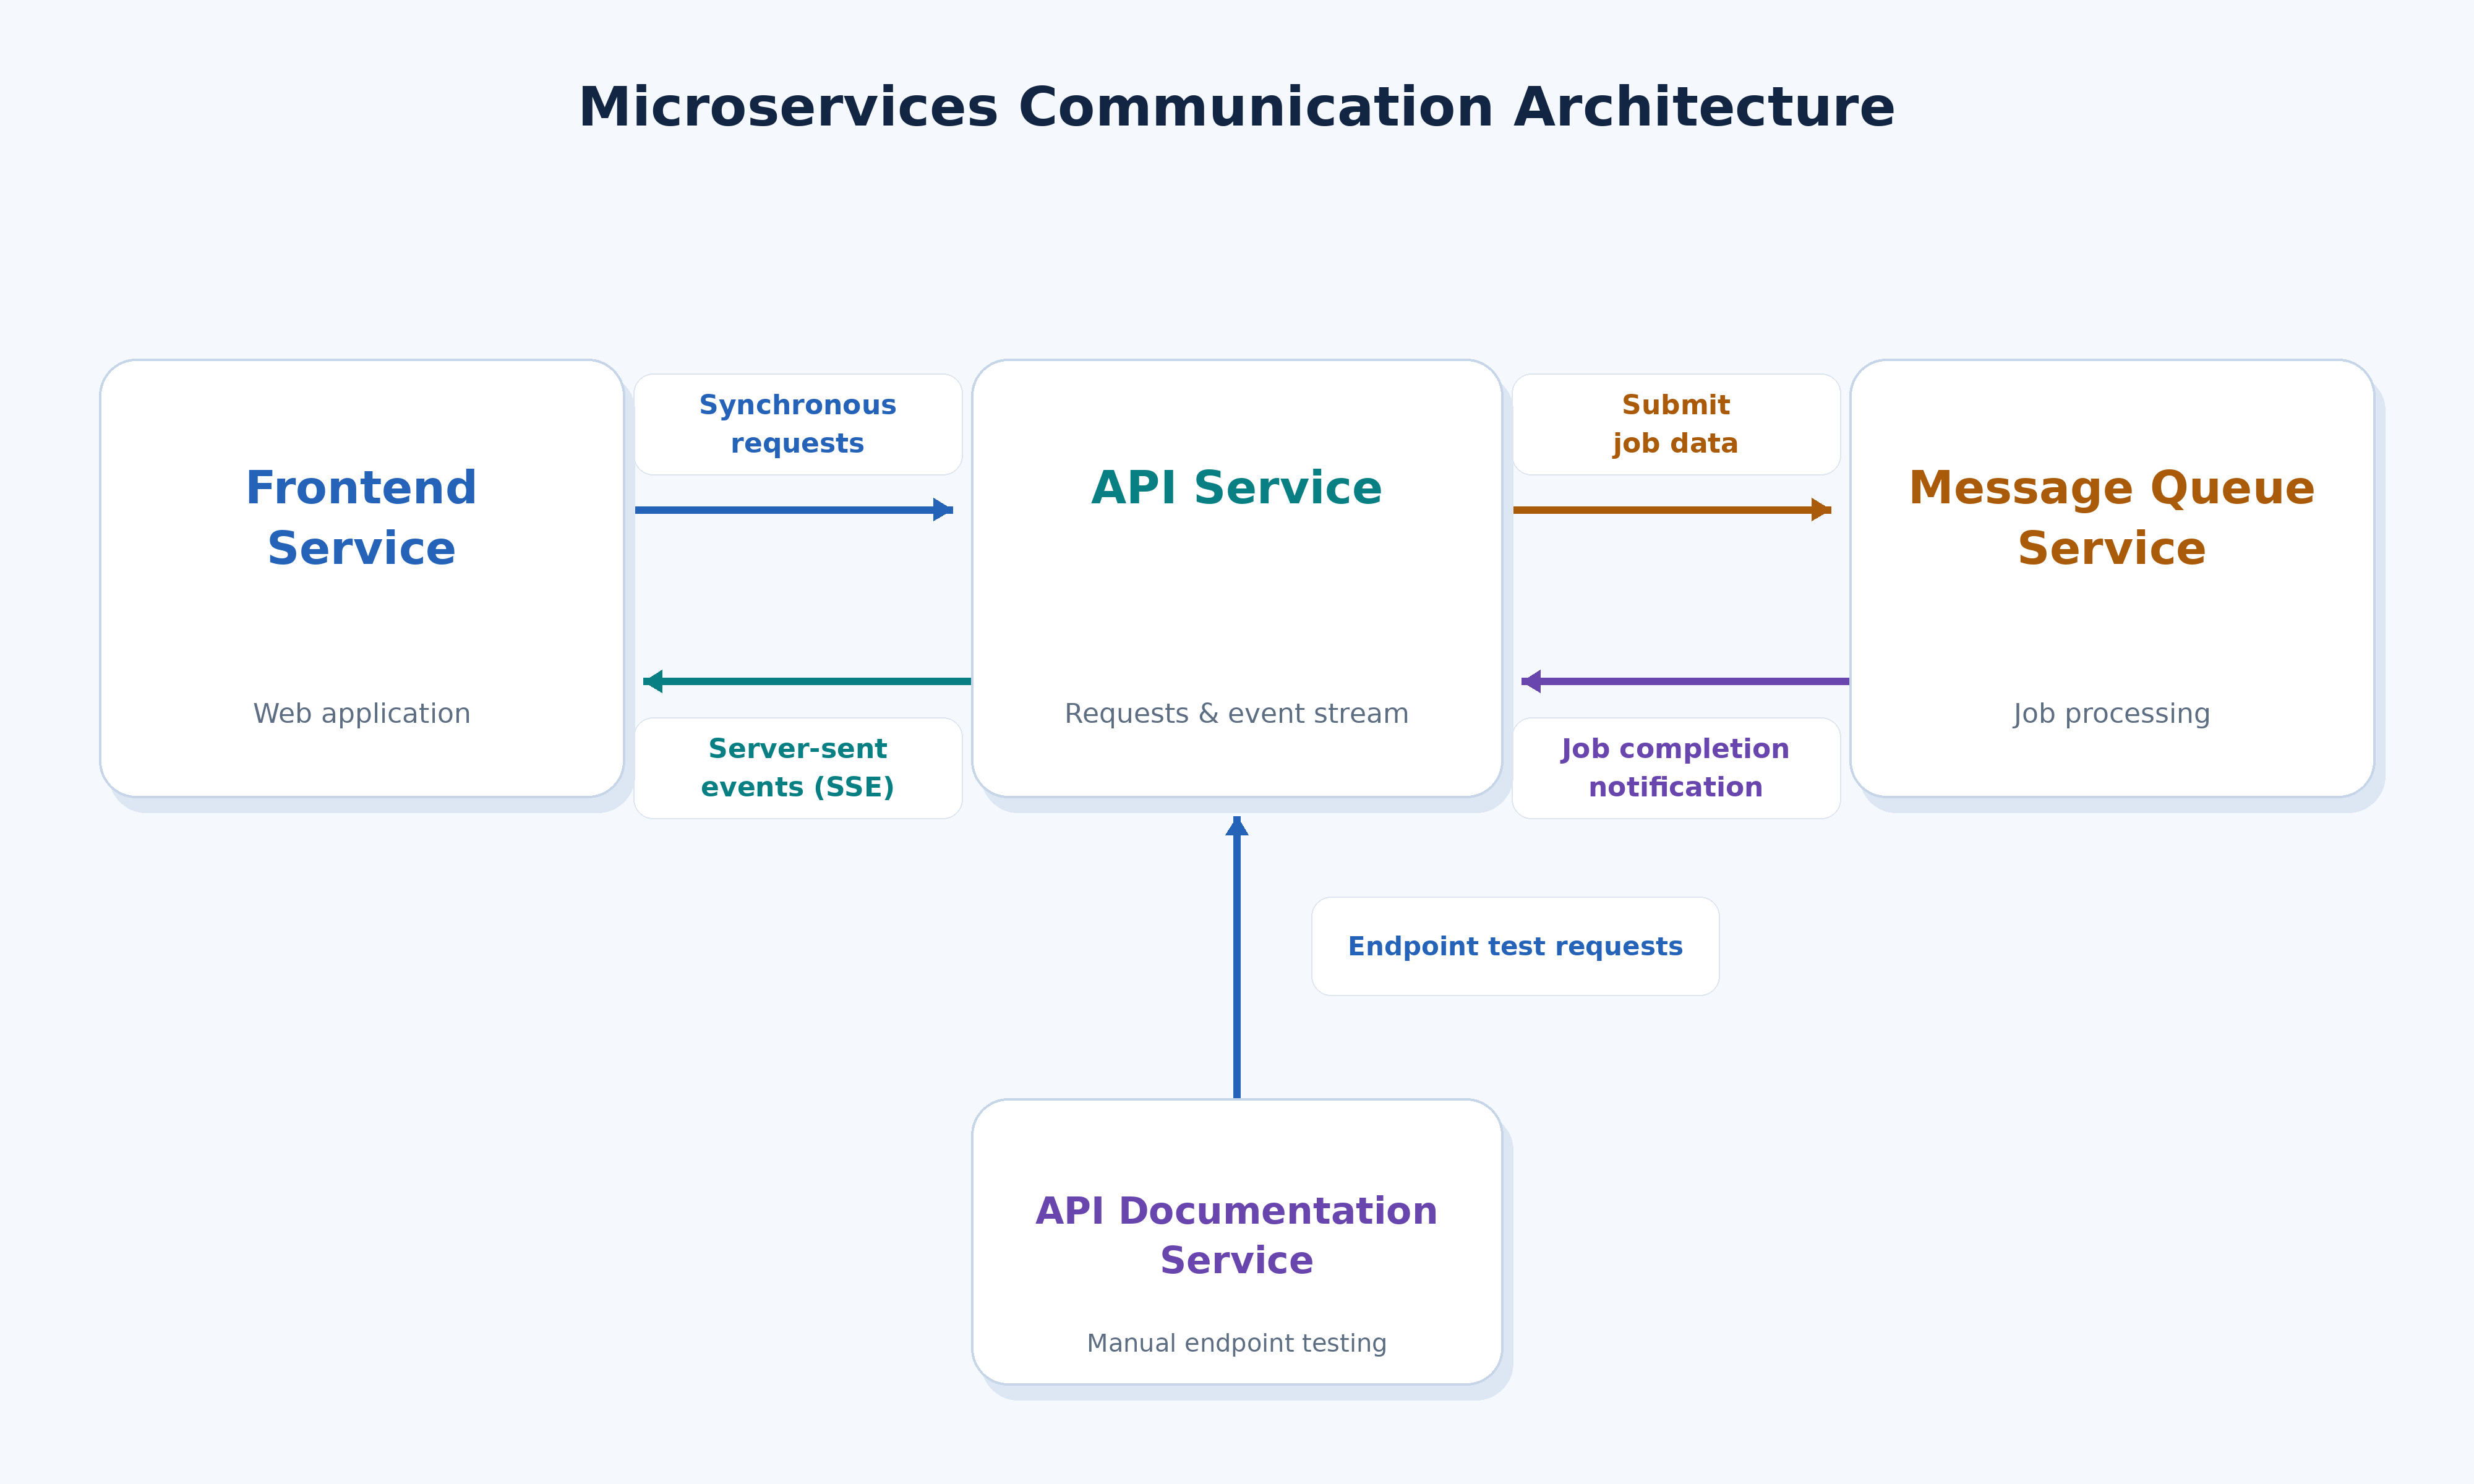 Microservices Communication Architecture
Synchronous
requests
Submit
job data
Frontend
Service
API Service
Message Queue
Service
Web application
Requests & event stream
Job processing
Server-sent
events (SSE)
Job completion
notification
Endpoint test requests
API Documentation
Service
Manual endpoint testing